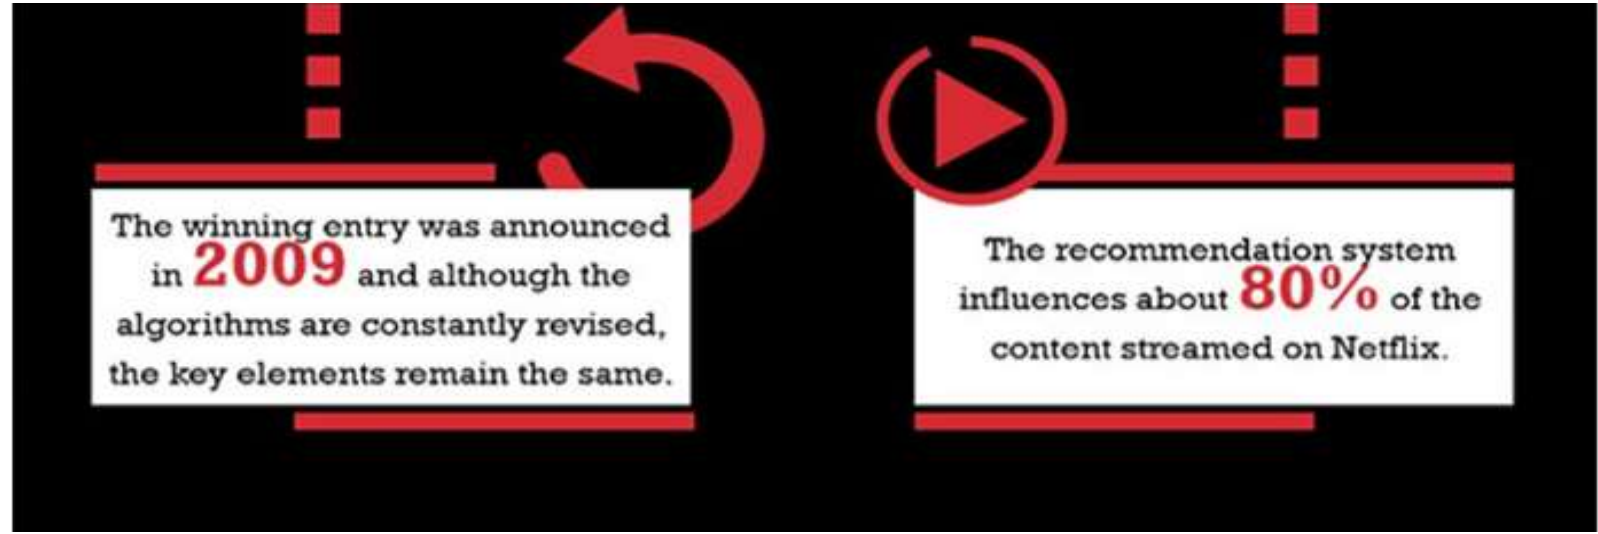 The winning entry was announced
in 2009 and although the
algorithms are constantly revised,
the key elements remain the same.
The recommendation system
influences about 80% of the
content streamed on Netflix.